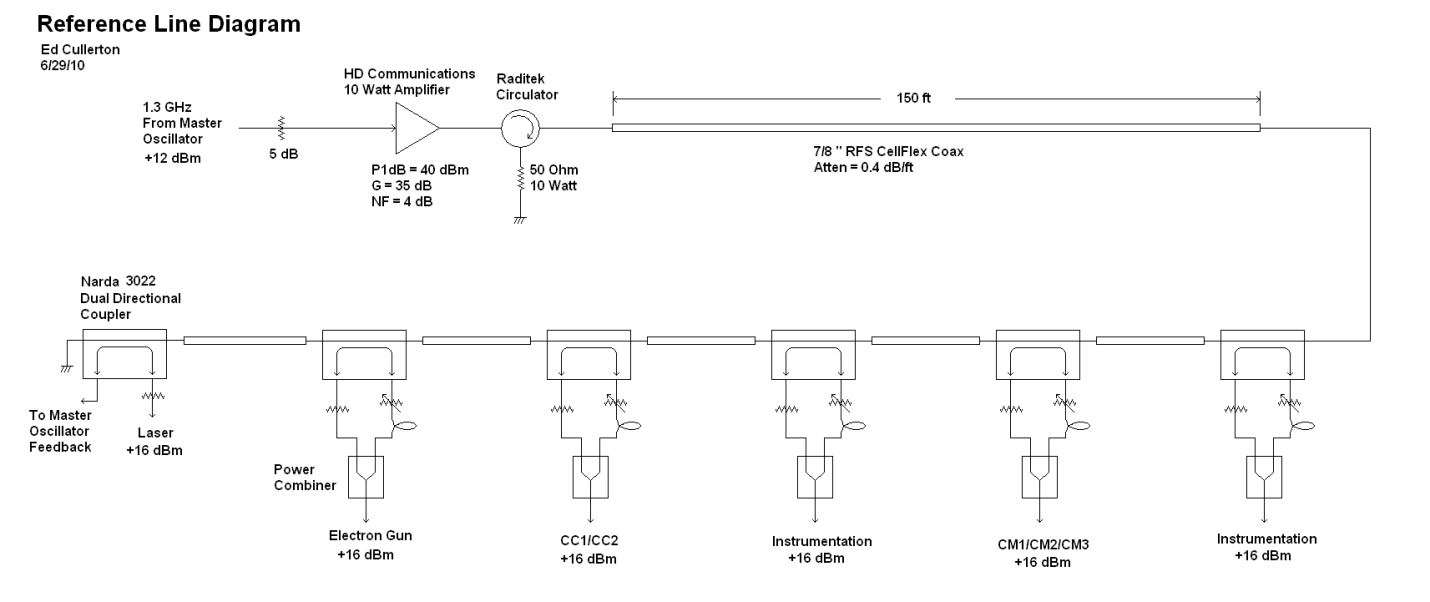 Reference Line Diagram
Ed Cullerton
6/29/10
1.3 GHz
From Master
Oscillator
+12 dBm
5 dB
HD Communications
10 Watt Amplifier
P1dB = 40 dBm
G = 35 dB
NF = 4 dB
Raditek
Circulator
50 Ohm
10 Watt
150 ft
7/8 " RFS CellFlex Coax
Atten = 0.4 dB/ft
Narda 3022
Dual Directional
Coupler
To Master
Oscillator
Feedback
Laser
+16 dBm
Power
Combiner
Electron Gun
+16 dBm
CC1/CC2
+16 dBm
Instrumentation
+16 dBm
CM1/CM2/CM3
+16 dBm
Instrumentation
+16 dBm